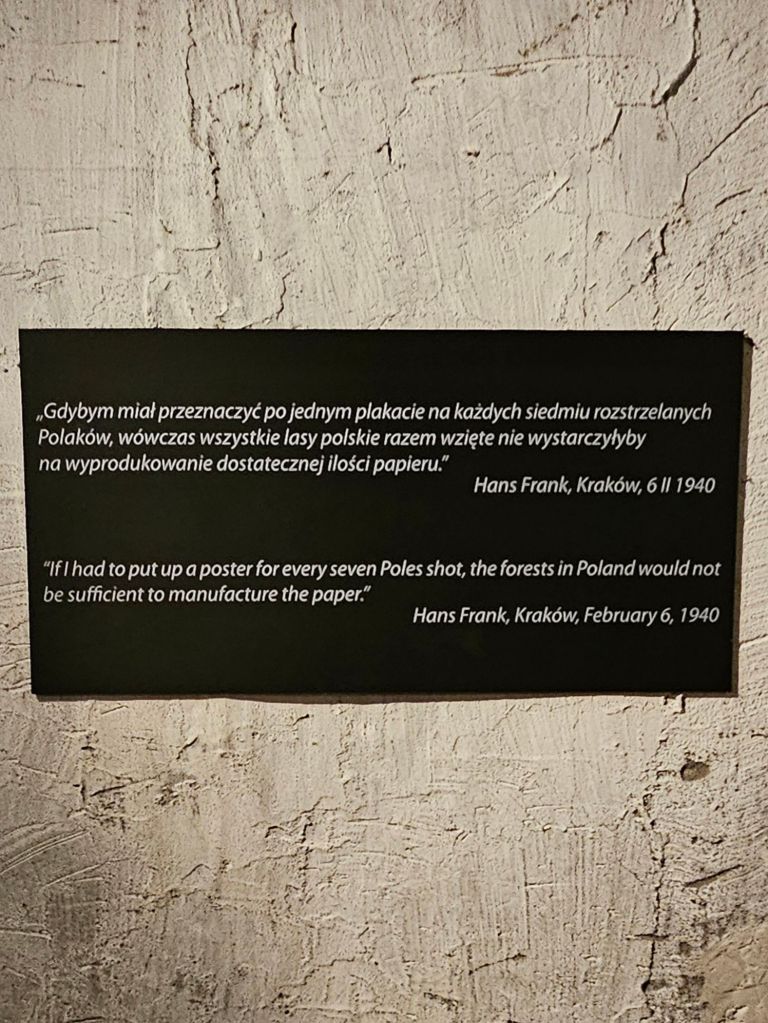 „Gdybym miał przeznaczyć po jednym plakacie na każdych siedmiu rozstrzelanych
Polaków, wówczas wszystkie lasy polskie razem wzięte nie wystarczyłyby
na wyprodukowanie dostatecznej ilości papieru.”
Hans Frank, Kraków, 6 II 1940
“If I had to put up a poster for every seven Poles shot, the forests in Poland would not
be sufficient to manufacture the paper.”
Hans Frank, Kraków, February 6, 1940